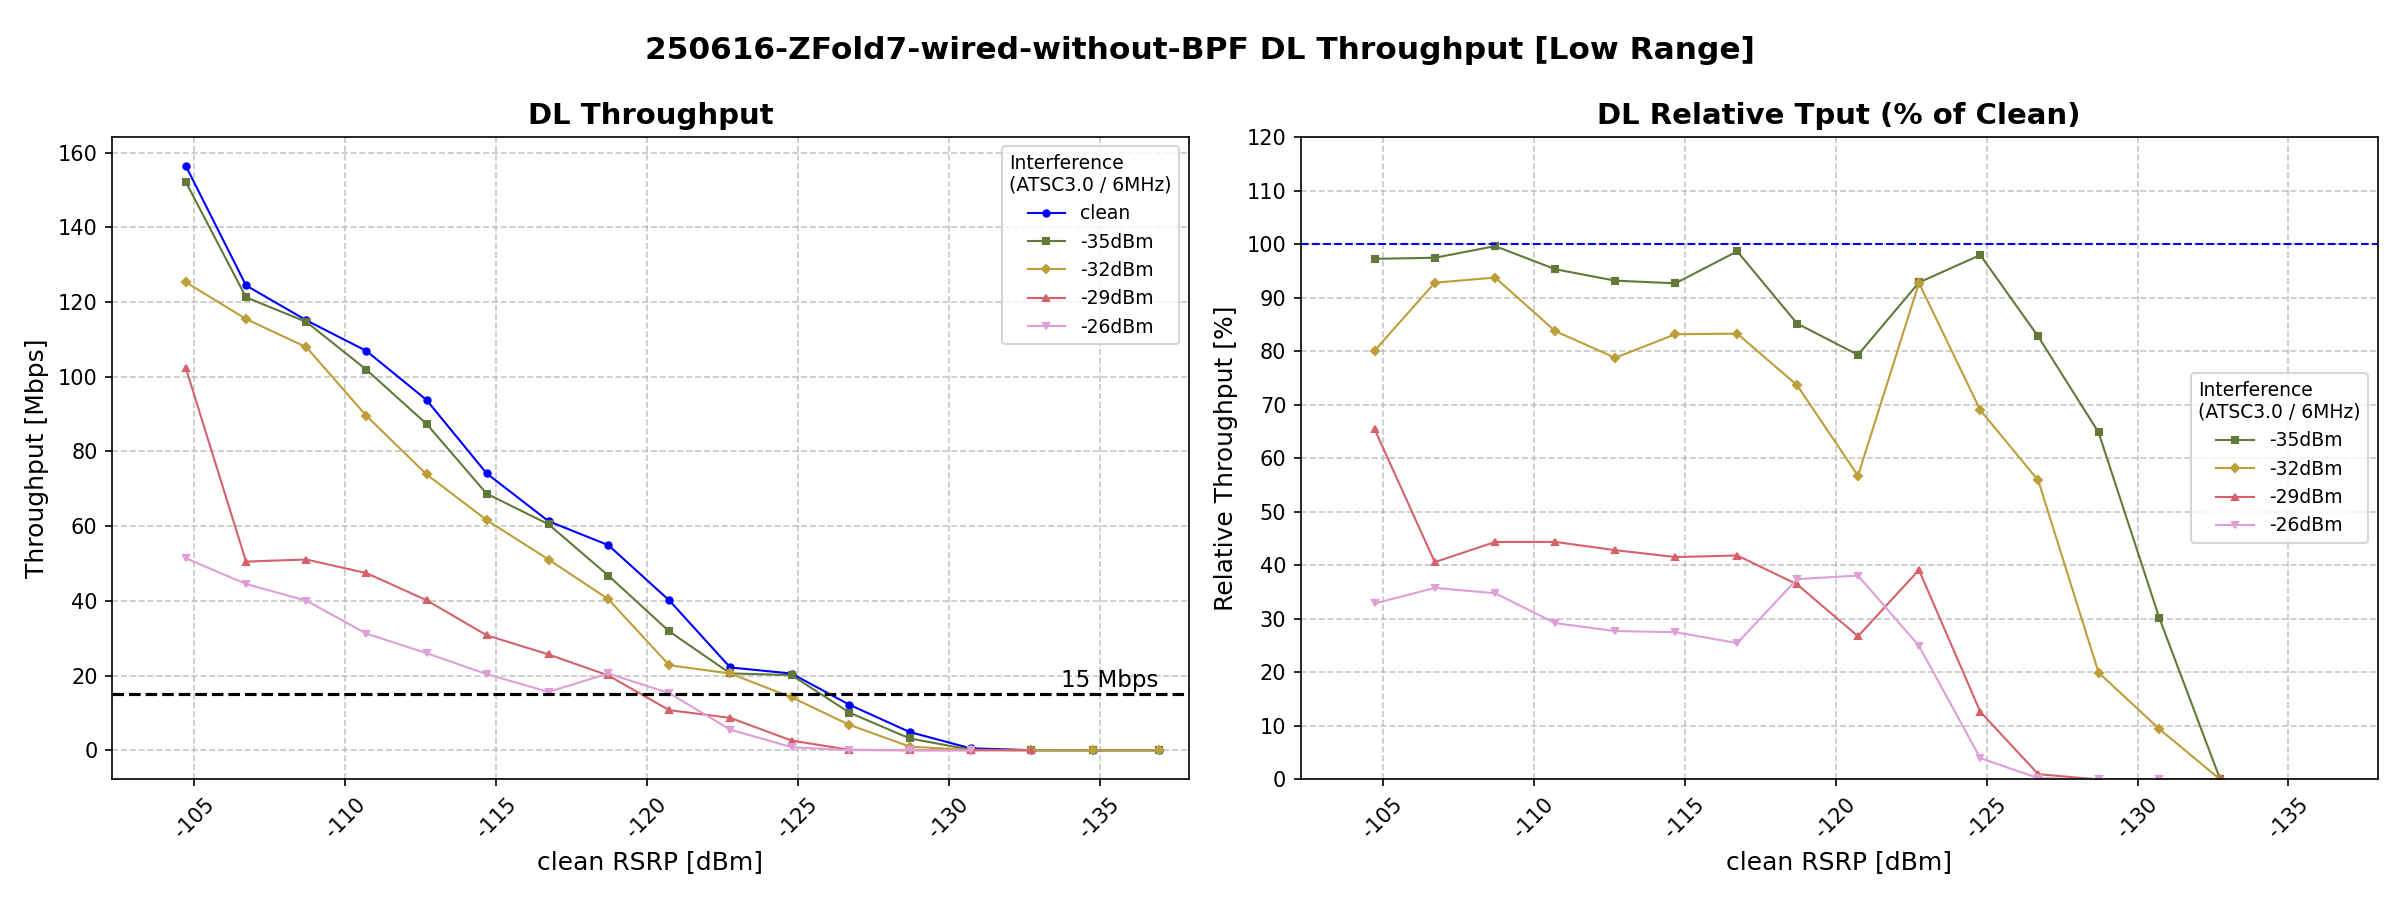 250616-ZFold7-wired-without-BPF DL Throughput [Low Range]
DL Throughput
Throughput [Mbps]
160
140
120
100
80
60
40
20
0
Interference
(ATSC3.0 / 6MHz)
clean
-35dBm
-32dBm
-29dBm
-26dBm
15 Mbps
-105
-110
-115
-120
-125
-130
-135
clean RSRP [dBm]
DL Relative Tput (% of Clean)
Relative Throughput [%]
120
110
100
90
80
70
60
50
40
30
20
10
0
Interference
(ATSC3.0 / 6MHz)
-35dBm
-32dBm
-29dBm
-26dBm
-105
-110
-115
-120
-125
-130
-135
clean RSRP [dBm]